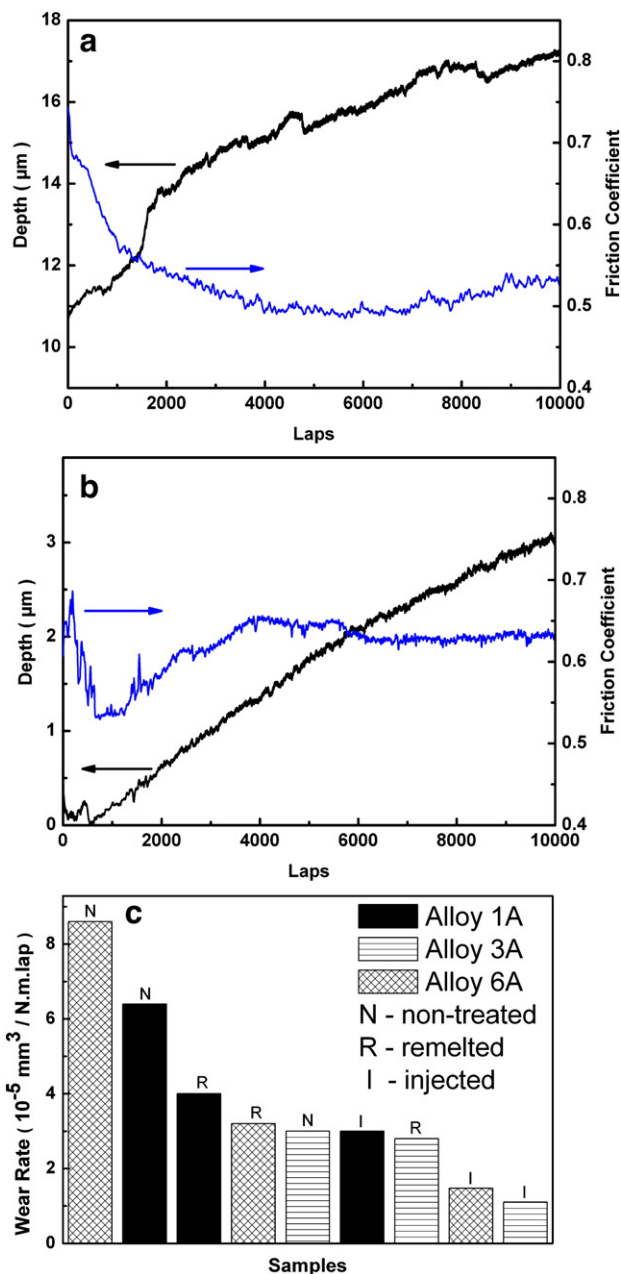 a
18
16
14
12
10
Depth ( µm )
0.8
0.7
0.6
0.5
0.4
Friction Coefficient
0 2000 4000 6000 8000 10000
Laps
b
3
2
1
0
Depth ( µm )
0.8
0.7
0.6
0.5
0.4
Friction Coefficient
0 2000 4000 6000 8000 10000
Laps
c
8
6
4
2
0
Wear Rate ( 10⁻⁵ mm³ / N.m.lap )
N
N
R
R
N
I
R
I
I
Alloy 1A
Alloy 3A
Alloy 6A
N - non-treated
R - remelted
I - injected
Samples